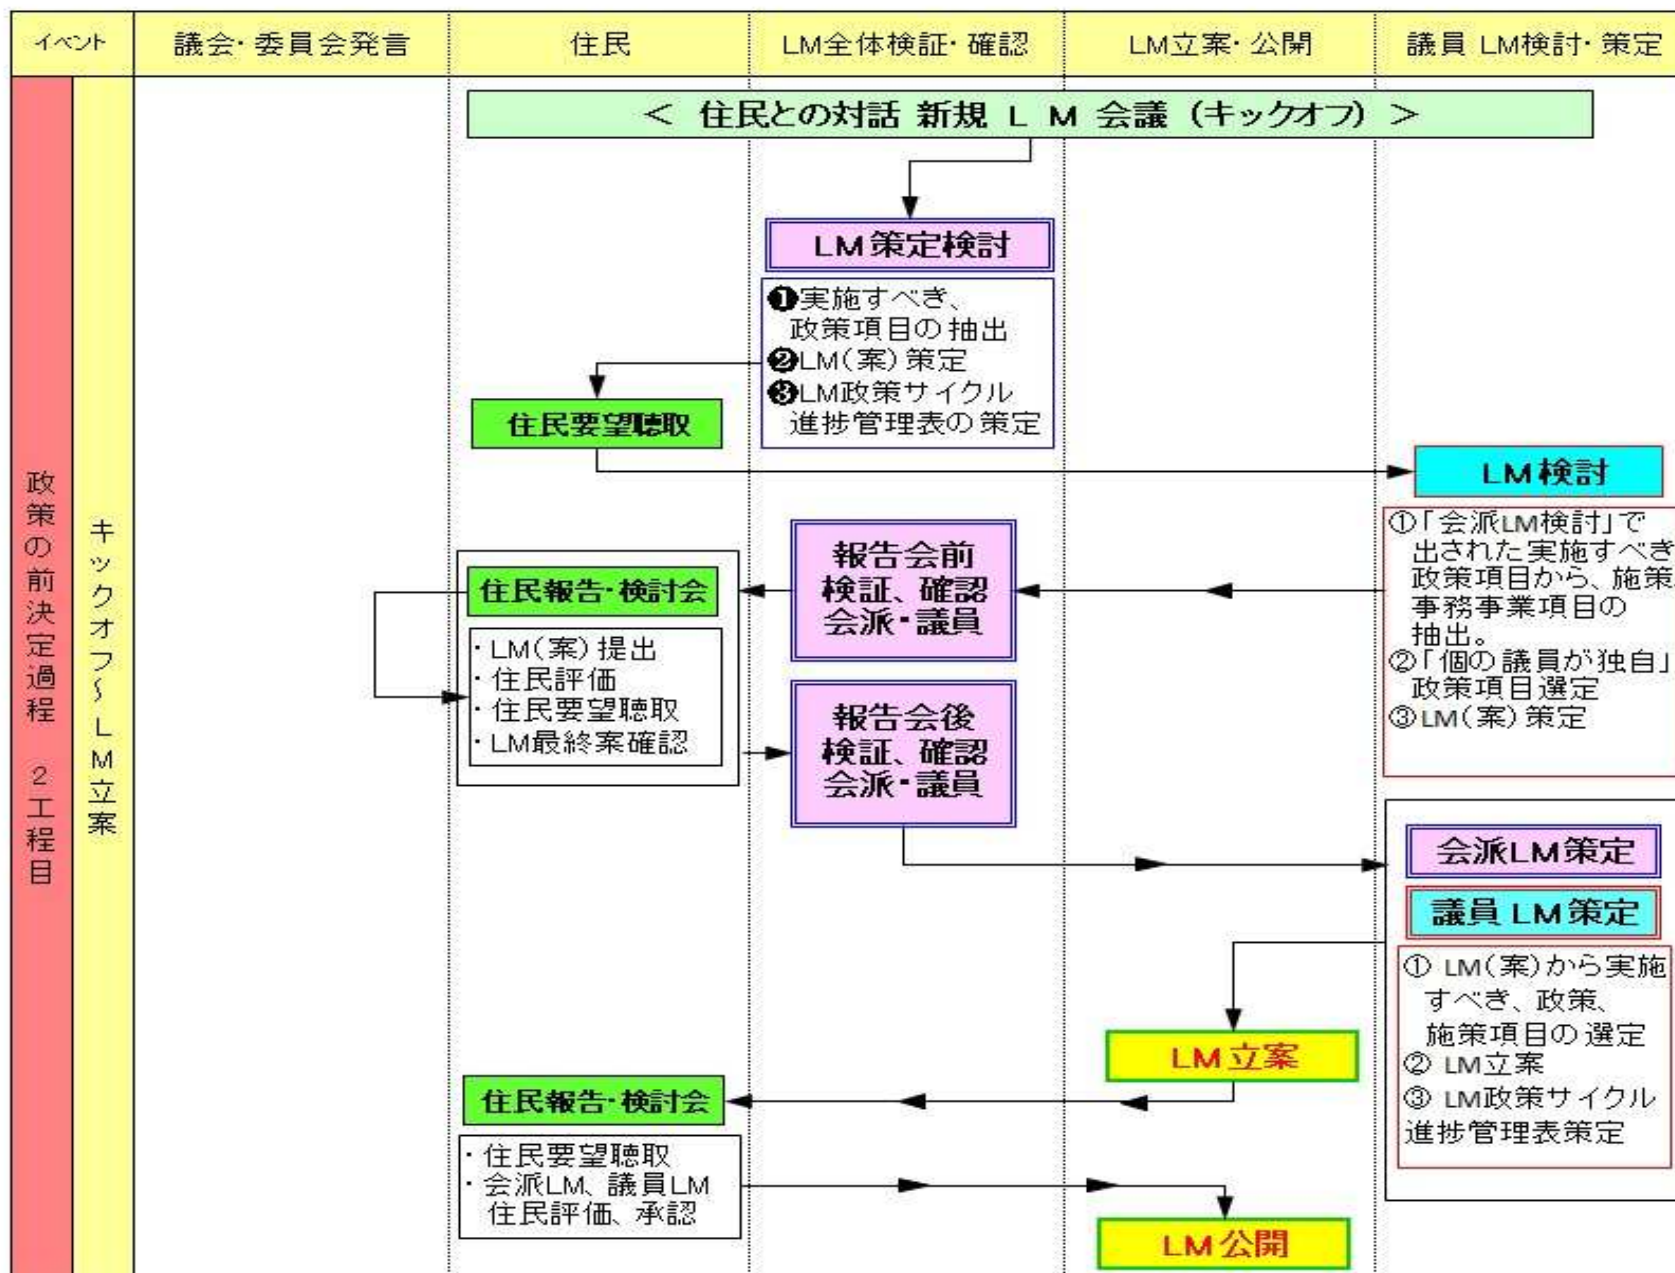 イベント
議会・委員会発言
住民
LM全体検証・確認
LM立案・公開
議員 LM検討・策定
政策の前決定過程 2工程目
キックオフ~LM立案
< 住民との対話 新規 L M 会議 (キックオフ) >
LM策定検討
❶実施すべき、
政策項目の抽出
❷LM(案)策定
❸LM政策サイクル
進捗管理表の策定
住民要望聴取
LM検討
①「会派LM検討」で
出された実施すべき
政策項目から、施策
事務事業項目の
抽出。
②「個の議員が独自」
政策項目選定
③LM(案)策定
報告会前
検証、確認
会派・議員
住民報告・検討会
・LM(案)提出
・住民評価
・住民要望聴取
・LM最終案確認
報告会後
検証、確認
会派・議員
会派LM策定
議員 LM策定
① LM(案)から実施
すべき、政策、
施策項目の選定
② LM立案
③ LM政策サイクル
進捗管理表策定
LM立案
住民報告・検討会
・住民要望聴取
・会派LM、議員LM
住民評価、承認
LM公開